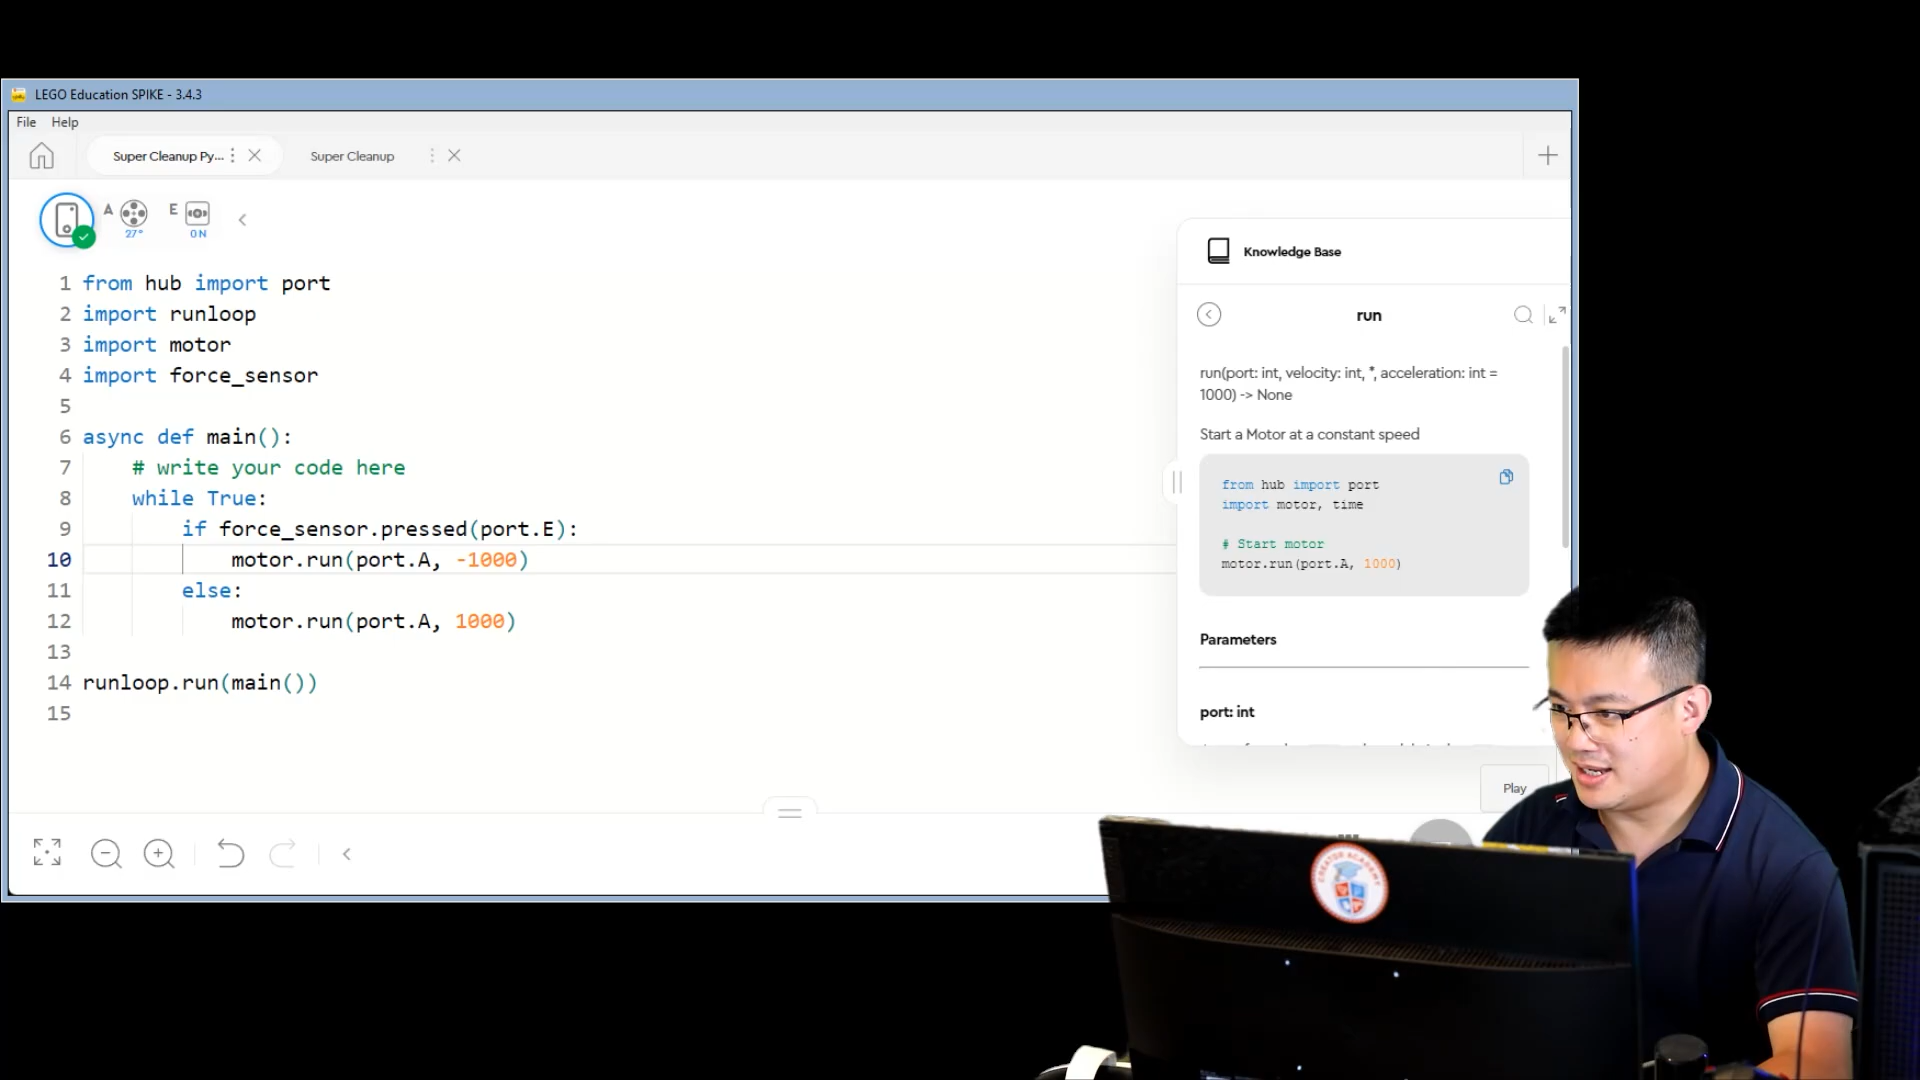 LEGO Education SPIKE - 3.4.3
File Help
Super Cleanup Py...
Super Cleanup
A
27°
E
ON
1 from hub import port
2 import runloop
3 import motor
4 import force_sensor
5
6 async def main():
7 # write your code here
8 while True:
9 if force_sensor.pressed(port.E):
10 motor.run(port.A, -1000)
11 else:
12 motor.run(port.A, 1000)
13
14 runloop.run(main())
15
Knowledge Base
run
run(port: int, velocity: int, *, acceleration: int =
1000) -> None
Start a Motor at a constant speed
from hub import port
import motor, time
# Start motor
motor.run(port.A, 1000)
Parameters
port: int
Play
CREATOR ACADEMY